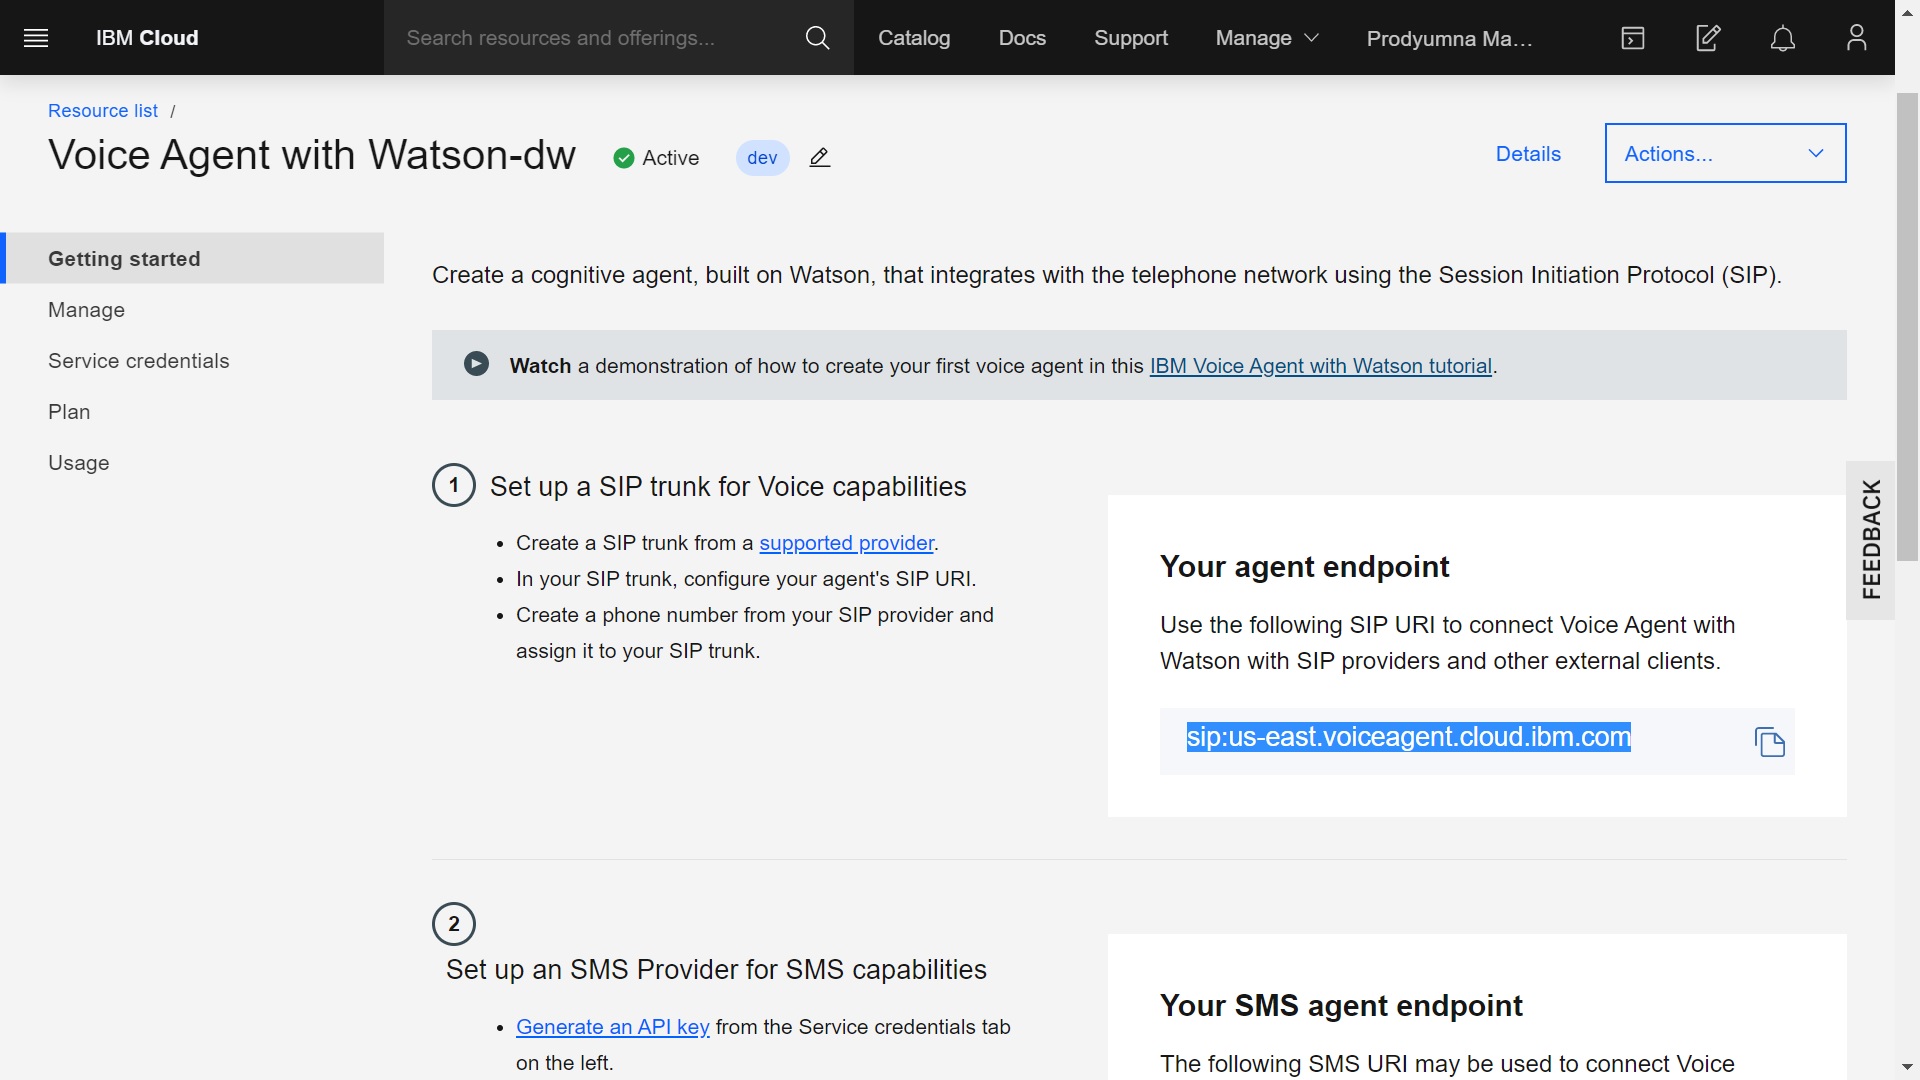 IBM Cloud
Search resources and offerings...
Catalog
Docs
Support
Manage
Prodyumna Ma...
Resource list /
Voice Agent with Watson-dw
Active
dev
Details
Actions...
Getting started
Manage
Service credentials
Plan
Usage
Create a cognitive agent, built on Watson, that integrates with the telephone network using the Session Initiation Protocol (SIP).
Watch a demonstration of how to create your first voice agent in this IBM Voice Agent with Watson tutorial.
1 Set up a SIP trunk for Voice capabilities
• Create a SIP trunk from a supported provider.
• In your SIP trunk, configure your agent's SIP URI.
• Create a phone number from your SIP provider and
assign it to your SIP trunk.
Your agent endpoint
Use the following SIP URI to connect Voice Agent with
Watson with SIP providers and other external clients.
sip:us-east.voiceagent.cloud.ibm.com
FEEDBACK
2
Set up an SMS Provider for SMS capabilities
• Generate an API key from the Service credentials tab
on the left.
Your SMS agent endpoint
The following SMS URI may be used to connect Voice